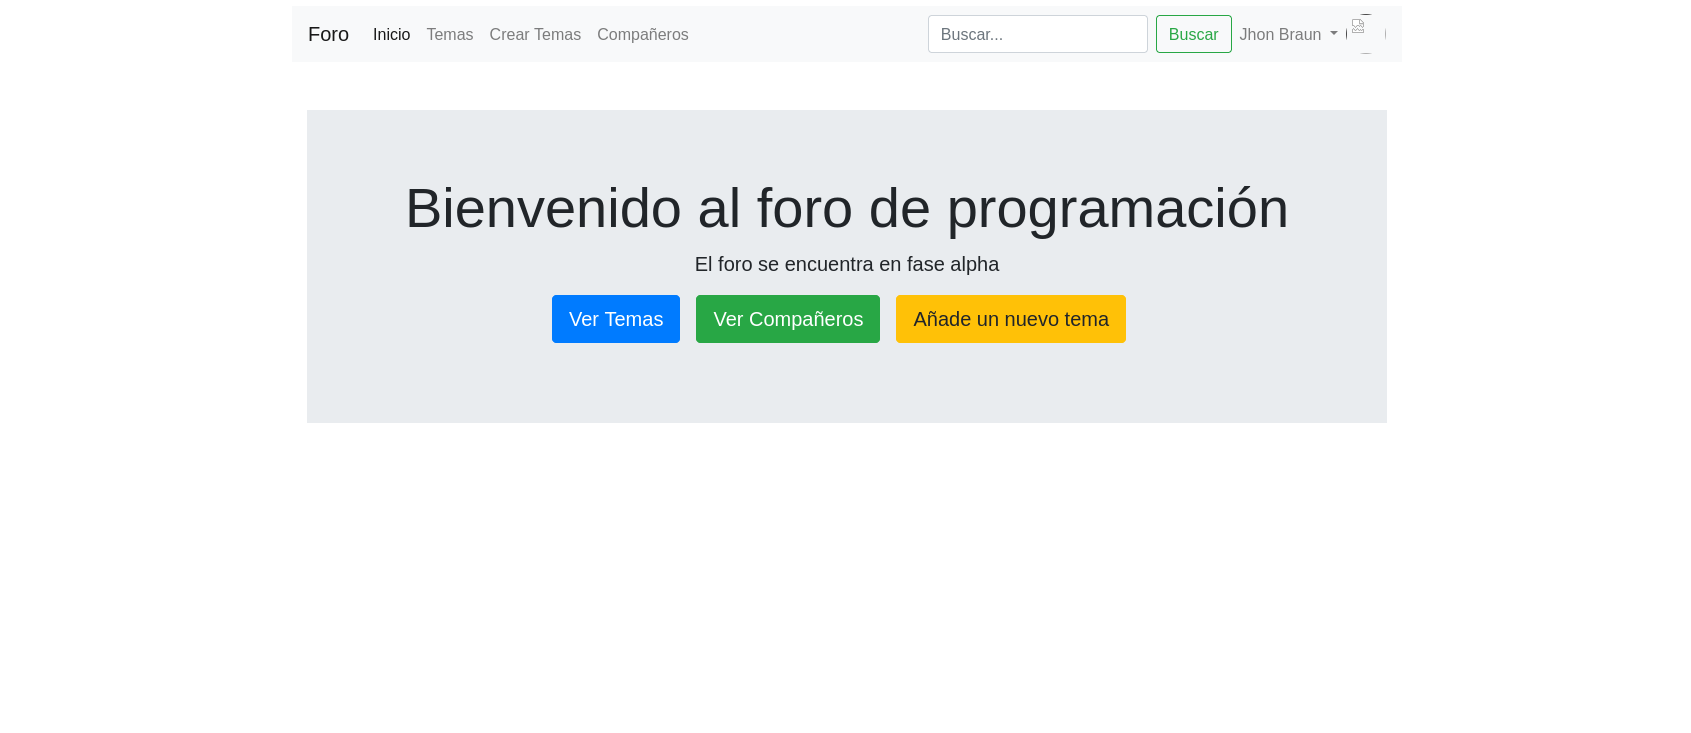 Foro Inicio Temas Crear Temas Compañeros Buscar... Buscar Jhon Braun
Bienvenido al foro de programación
El foro se encuentra en fase alpha
Ver Temas Ver Compañeros Añade un nuevo tema